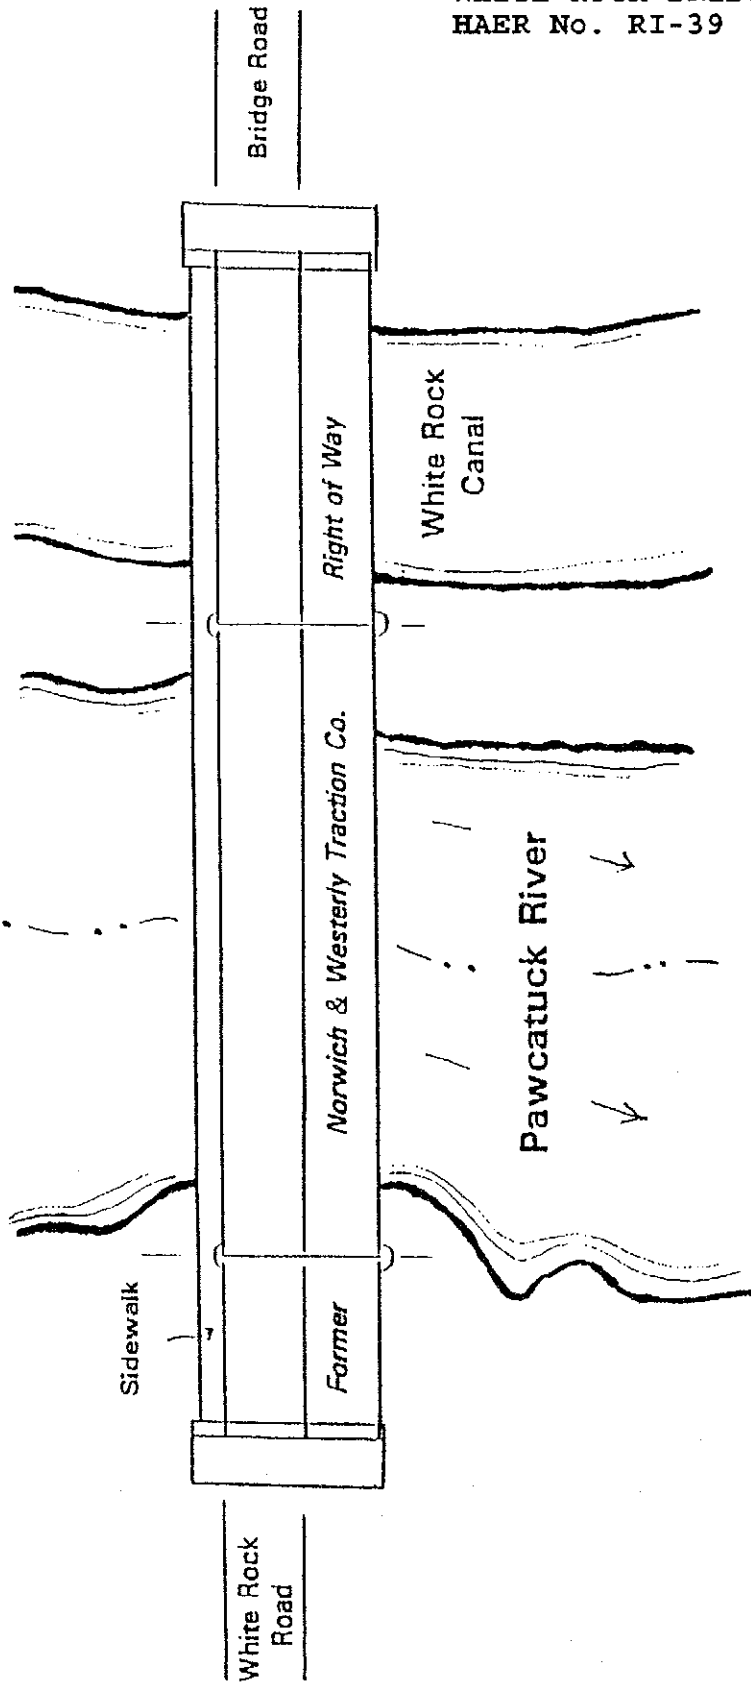 HAER No. RI-39
Bridge Road
Right of Way
White Rock
Canal
Norwich & Westerly Traction Co.
Pawcatuck River
Sidewalk
Former
White Rock
Road